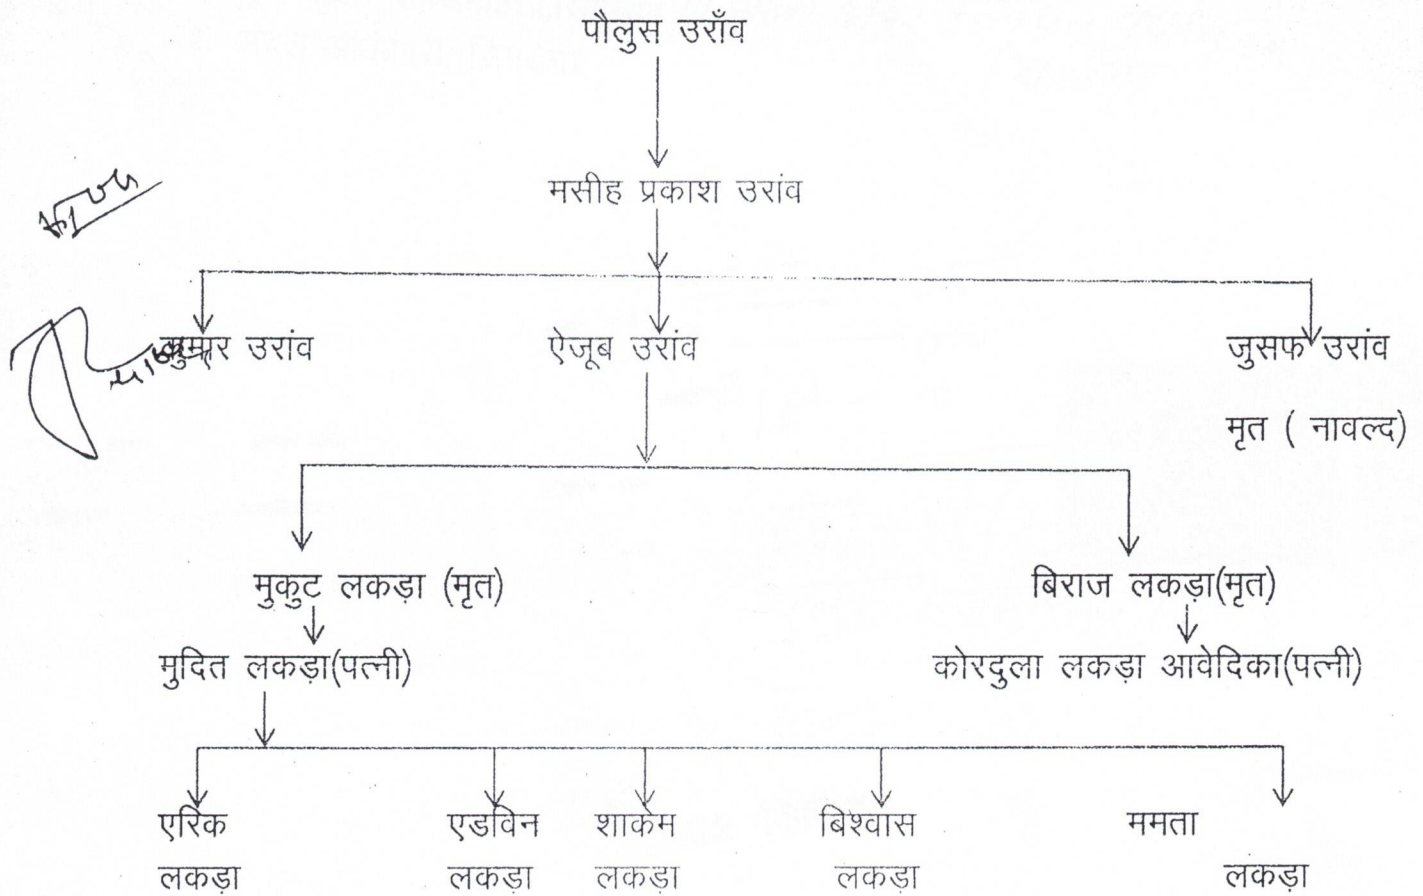 पौलुस उराँव
मसीह प्रकाश उरांव
कुमार उरांव ऐजूब उरांव जुसफ उरांव
मृत ( नावल्द)
मुकुट लकड़ा (मृत) बिराज लकड़ा(मृत)
मुदित लकड़ा(पत्नी) कोरदुला लकड़ा आवेदिका(पत्नी)
एरिक एडविन शाकेम बिश्वास ममता
लकड़ा लकड़ा लकड़ा लकड़ा लकड़ा